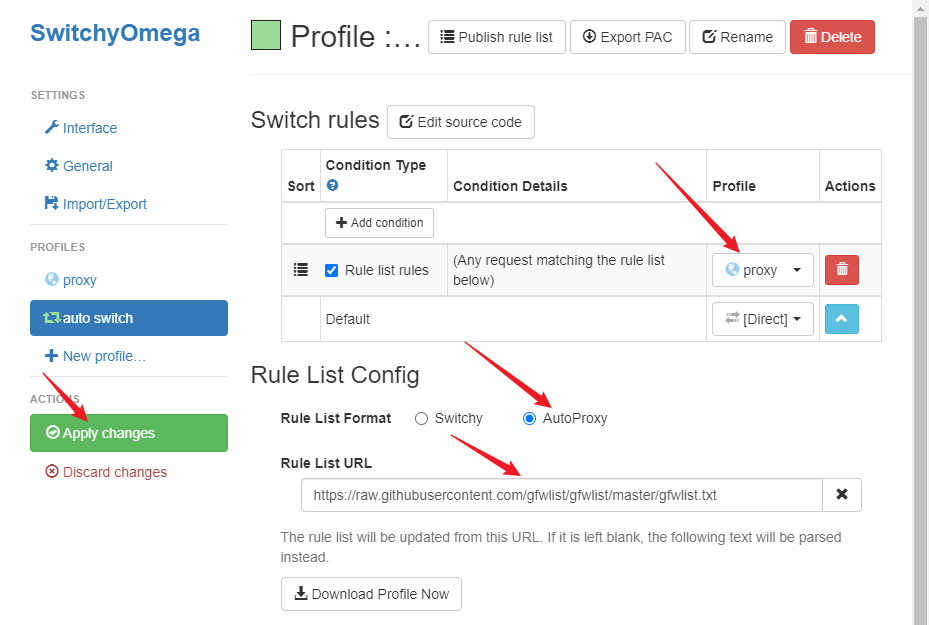 SwitchyOmega
SETTINGS
Interface
General
Import/Export
PROFILES
proxy
auto switch
New profile…
ACTIONS
Apply changes
Discard changes
Profile :…
Publish rule list
Export PAC
Rename
Delete
Switch rules
Edit source code
Sort
Condition Type
Condition Details
Profile
Actions
Add condition
Rule list rules
(Any request matching the rule list
below)
proxy
Default
[Direct]
Rule List Config
Rule List Format
Switchy
AutoProxy
Rule List URL
https://raw.githubusercontent.com/gfwlist/gfwlist/master/gfwlist.txt
The rule list will be updated from this URL. If it is left blank, the following text will be parsed
instead.
Download Profile Now